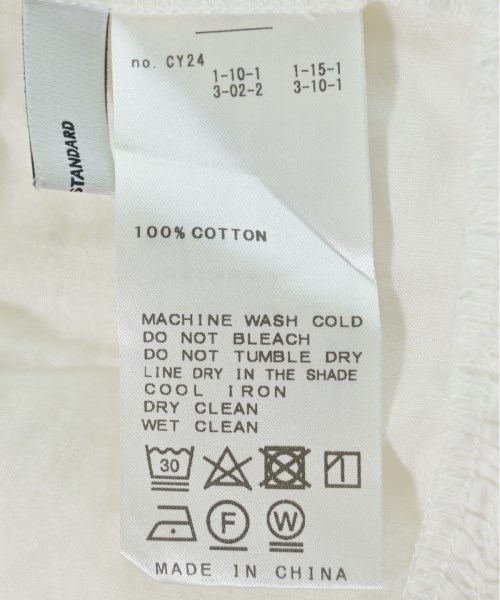 STANDARD
no. CY24
1-10-1 1-15-1
3-02-2 3-10-1
100% COTTON
MACHINE WASH COLD
DO NOT BLEACH
DO NOT TUMBLE DRY
LINE DRY IN THE SHADE
COOL IRON
DRY CLEAN
WET CLEAN
30
F W
MADE IN CHINA